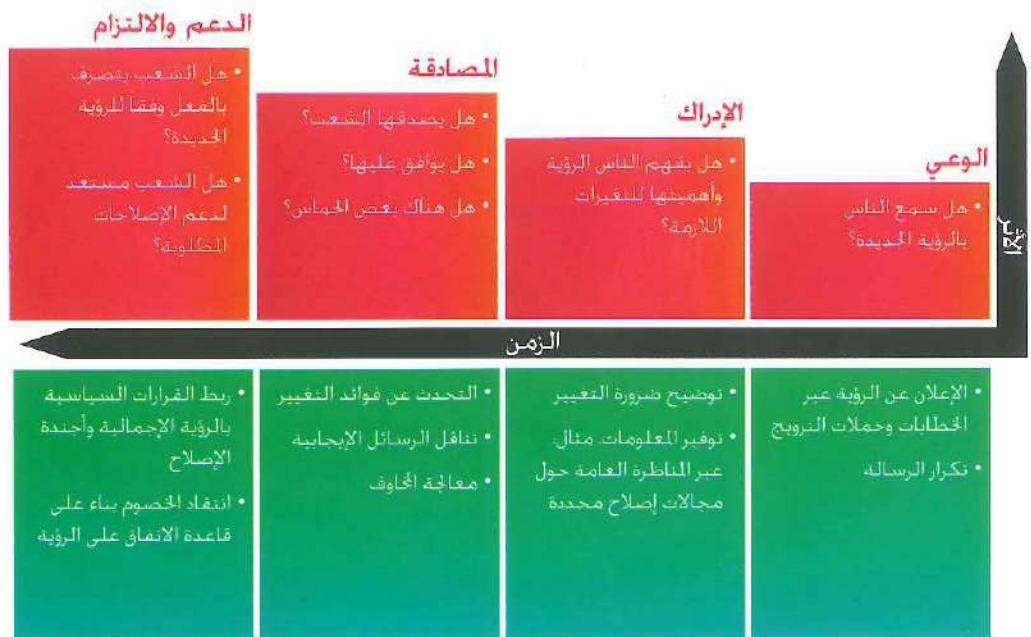 الوعي
• هل سمع الناس
بالرؤية الجديدة؟
الإدراك
• هل يفهم الناس الرؤية
وأهميتها للتغيرات
اللازمة؟
المصادقة
• هل يصدقها الشعب؟
• هل يوافق عليها؟
• هل هناك بعض الحماس؟
الدعم والالتزام
• هل الشعب يتصرف
بالفعل وفقاً للرؤية
الجديدة؟
• هل الشعب مستعد
لدعم الإصلاحات
المطلوبة؟
الأثر
الزمن
• الإعلان عن الرؤية عبر
الخطابات وحملات الترويج
• تكرار الرسالة
• توضيح ضرورة التغيير
• توفير المعلومات. مثال:
عبر المناظرة العامة حول
مجالات إصلاح محددة
• التحدث عن فوائد التغيير
• تناقل الرسائل الإيجابية
• معالجة المخاوف
• ربط القرارات السياسية
بالرؤية الإجمالية وأجندة
الإصلاح
• انتقاد الخصوم بناء على
قاعدة الاتفاق على الرؤية